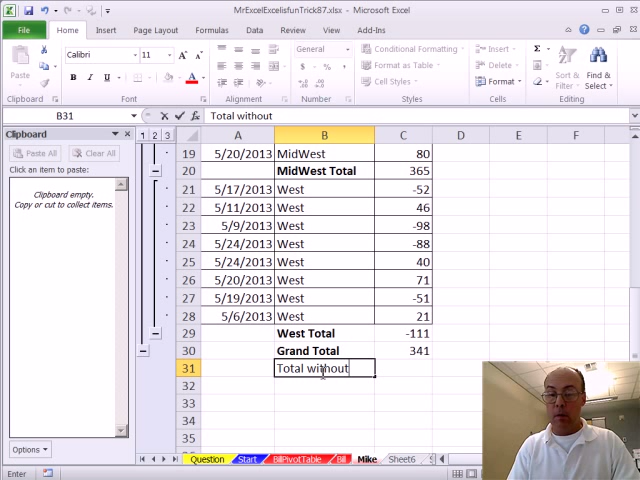 MrExcelExcelisfunTrick87.xlsx - Microsoft Excel
File Home Insert Page Layout Formulas Data Review View Add-Ins
Paste
Calibri 11
B I U
General
$ % ,
Conditional Formatting
Format as Table
Cell Styles
Insert
Delete
Format
Sort & Filter
Find & Select
Clipboard Font Alignment Number Styles Cells Editing
B31 fx Total without
Clipboard
Paste All Clear All
Click an item to paste:
Clipboard empty.
Copy or cut to collect items.
Options
1 2 3 A B C D E F
19 5/20/2013 MidWest 80
20 MidWest Total 365
21 5/17/2013 West -52
22 5/11/2013 West 46
23 5/9/2013 West -98
24 5/24/2013 West -88
25 5/24/2013 West 40
26 5/20/2013 West 71
27 5/19/2013 West -51
28 5/6/2013 West 21
29 West Total -111
30 Grand Total 341
31 Total without
32
33
34
35
Question Start BillPivotTable Bill Mike Sheet6
Enter